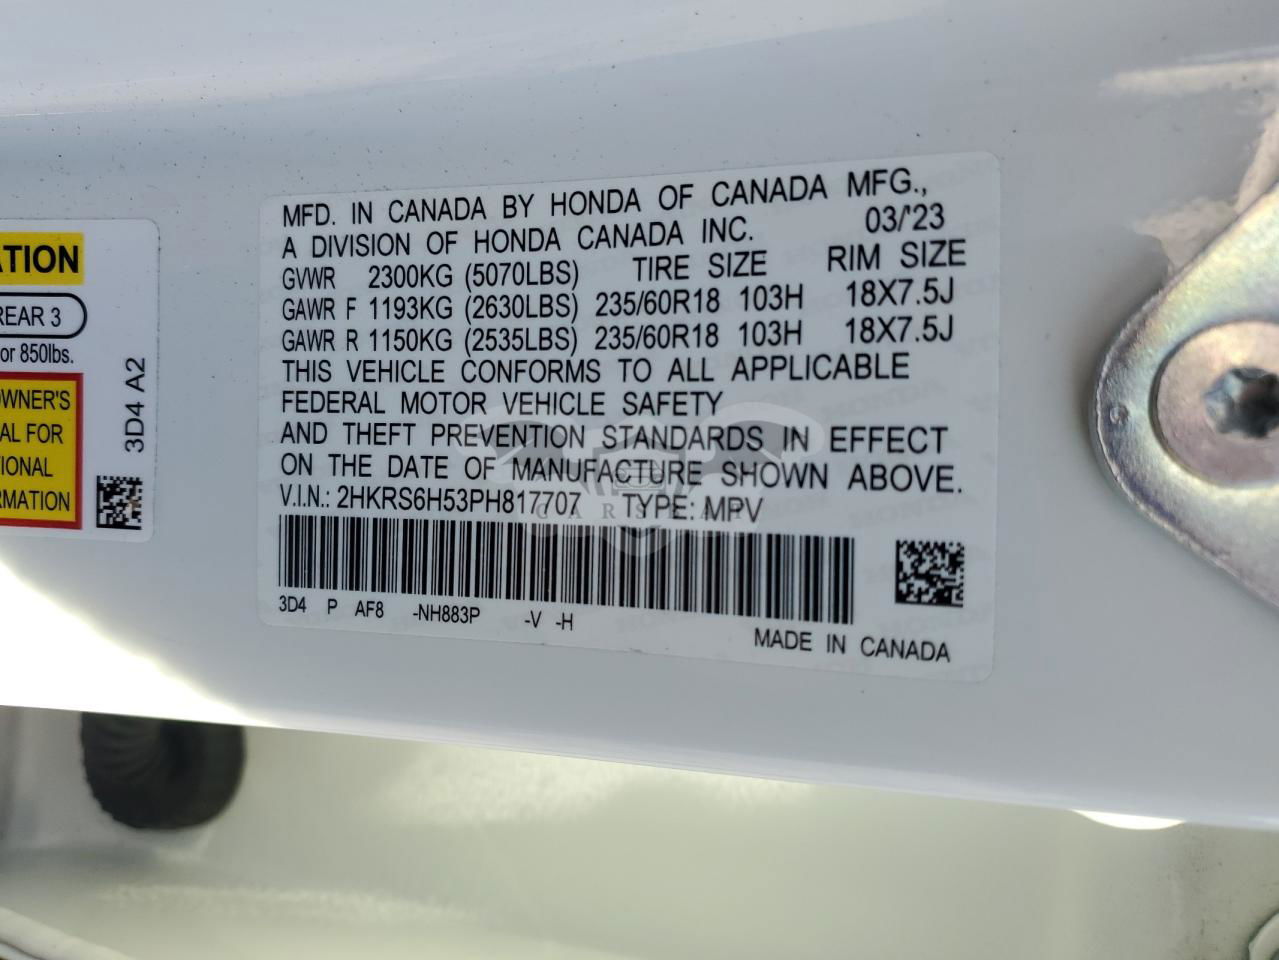 ATION
REAR 3
or 850lbs.
OWNER'S
AL FOR
TIONAL
RMATION
3D4 A2
MFD. IN CANADA BY HONDA OF CANADA MFG.,
A DIVISION OF HONDA CANADA INC. 03/'23
GVWR 2300KG (5070LBS) TIRE SIZE RIM SIZE
GAWR F 1193KG (2630LBS) 235/60R18 103H 18X7.5J
GAWR R 1150KG (2535LBS) 235/60R18 103H 18X7.5J
THIS VEHICLE CONFORMS TO ALL APPLICABLE
FEDERAL MOTOR VEHICLE SAFETY
AND THEFT PREVENTION STANDARDS IN EFFECT
ON THE DATE OF MANUFACTURE SHOWN ABOVE.
V.I.N.: 2HKRS6H53PH817707 TYPE: MPV
3D4 P AF8 -NH883P -V -H
MADE IN CANADA